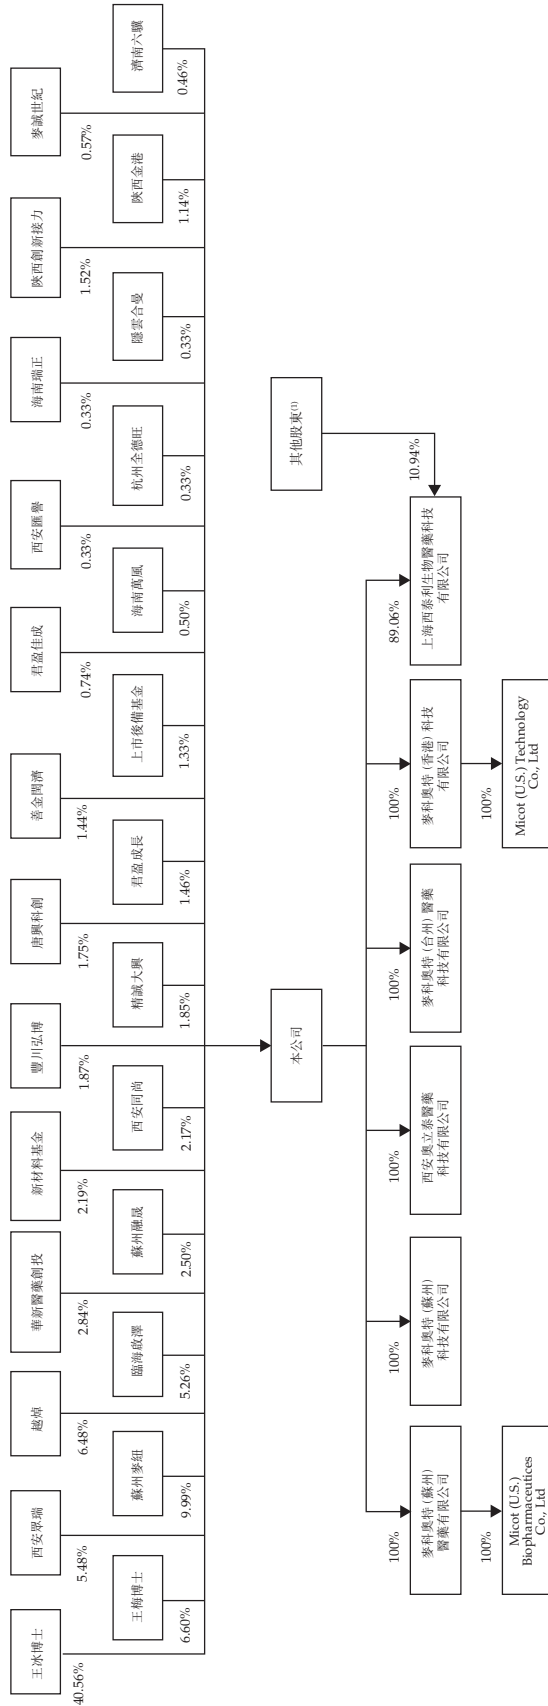 王冰博士
40.56%
王梅博士
6.60%
西安眾瑞
5.48%
蘇州麥紐
9.99%
越焯
6.48%
臨海啟澤
5.26%
華新醫藥創投
2.84%
蘇州融晟
2.50%
新材料基金
2.19%
西安同尚
2.17%
豐川弘博
1.87%
精誠大興
1.85%
唐興科創
1.75%
君盈成長
1.46%
善金閏濟
1.44%
上市後備基金
1.33%
君盈佳成
0.74%
海南萬風
0.50%
西安匯譽
0.33%
杭州全德旺
0.33%
海南瑞正
0.33%
隱雲合曼
0.33%
陝西創新接力
1.52%
陝西金港
1.14%
麥誠世紀
0.57%
濟南六驥
0.46%
本公司
其他股東(1)
100%
100%
100%
100%
100%
89.06%
10.94%
麥科奧特（蘇州）
醫藥有限公司
麥科奧特（蘇州）
科技有限公司
西安奧立泰醫藥
科技有限公司
麥科奧特（台州）醫藥
科技有限公司
麥科奧特（香港）科技
有限公司
上海西泰利生物醫藥科技
有限公司
100%
100%
Micot (U.S.)
Biopharmaceutices
Co., Ltd
Micot (U.S.) Technology
Co., Ltd